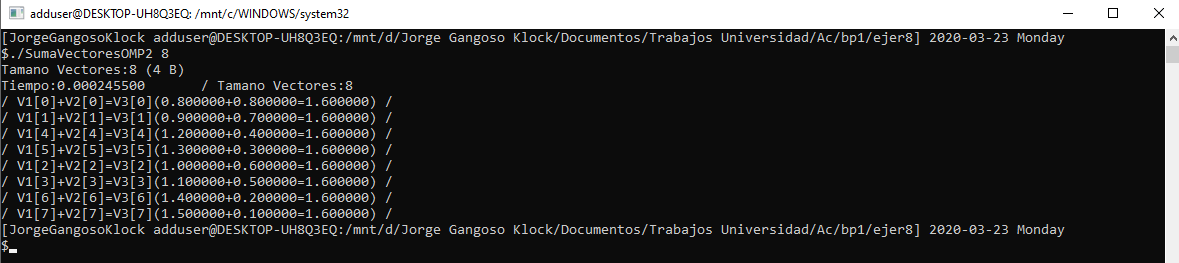 adduser@DESKTOP-UH8Q3EQ: /mnt/c/WINDOWS/system32
[JorgeGangosoKlock adduser@DESKTOP-UH8Q3EQ:/mnt/d/Jorge Gangoso Klock/Documentos/Trabajos Universidad/Ac/bp1/ejer8] 2020-03-23 Monday
$./SumaVectoresOMP2 8
Tamano Vectores:8 (4 B)
Tiempo:0.000245500       / Tamano Vectores:8
/ V1[0]+V2[0]=V3[0](0.800000+0.800000=1.600000) /
/ V1[1]+V2[1]=V3[1](0.900000+0.700000=1.600000) /
/ V1[4]+V2[4]=V3[4](1.200000+0.400000=1.600000) /
/ V1[5]+V2[5]=V3[5](1.300000+0.300000=1.600000) /
/ V1[2]+V2[2]=V3[2](1.000000+0.600000=1.600000) /
/ V1[3]+V2[3]=V3[3](1.100000+0.500000=1.600000) /
/ V1[6]+V2[6]=V3[6](1.400000+0.200000=1.600000) /
/ V1[7]+V2[7]=V3[7](1.500000+0.100000=1.600000) /
[JorgeGangosoKlock adduser@DESKTOP-UH8Q3EQ:/mnt/d/Jorge Gangoso Klock/Documentos/Trabajos Universidad/Ac/bp1/ejer8] 2020-03-23 Monday
$